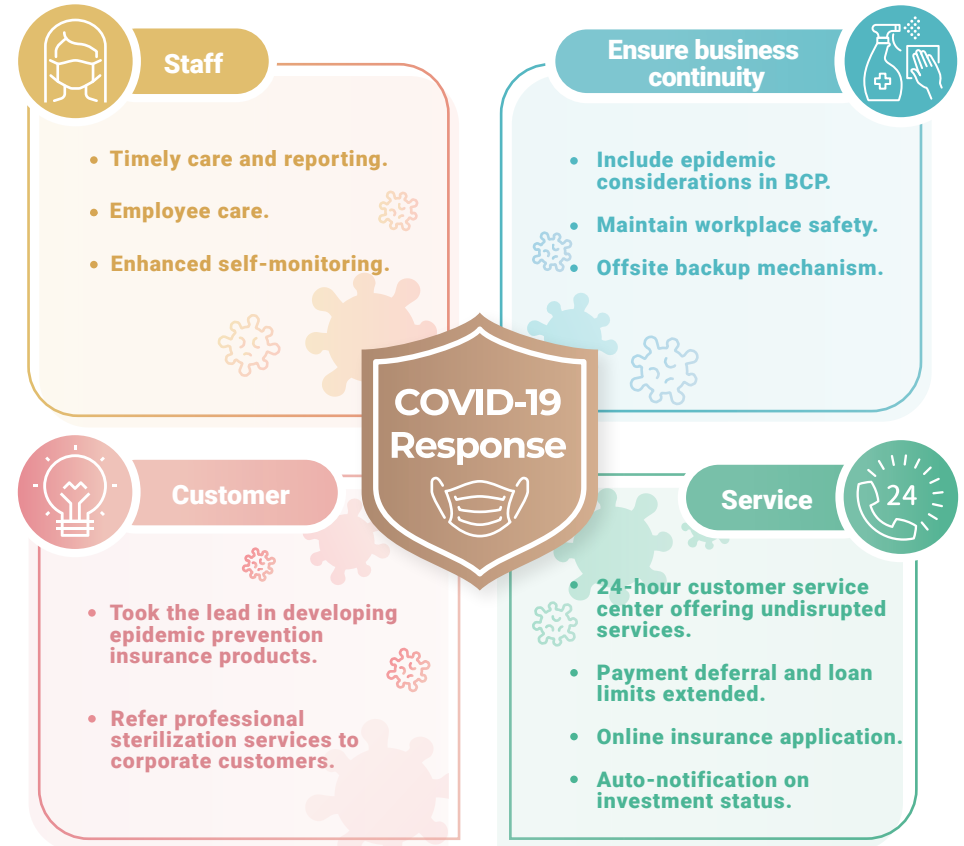 Staff
• Timely care and reporting.
• Employee care.
• Enhanced self-monitoring.
Ensure business
continuity
• Include epidemic
considerations in BCP.
• Maintain workplace safety.
• Offsite backup mechanism.
COVID-19
Response
Customer
• Took the lead in developing
epidemic prevention
insurance products.
• Refer professional
sterilization services to
corporate customers.
Service
24
• 24-hour customer service
center offering undisrupted
services.
• Payment deferral and loan
limits extended.
• Online insurance application.
• Auto-notification on
investment status.